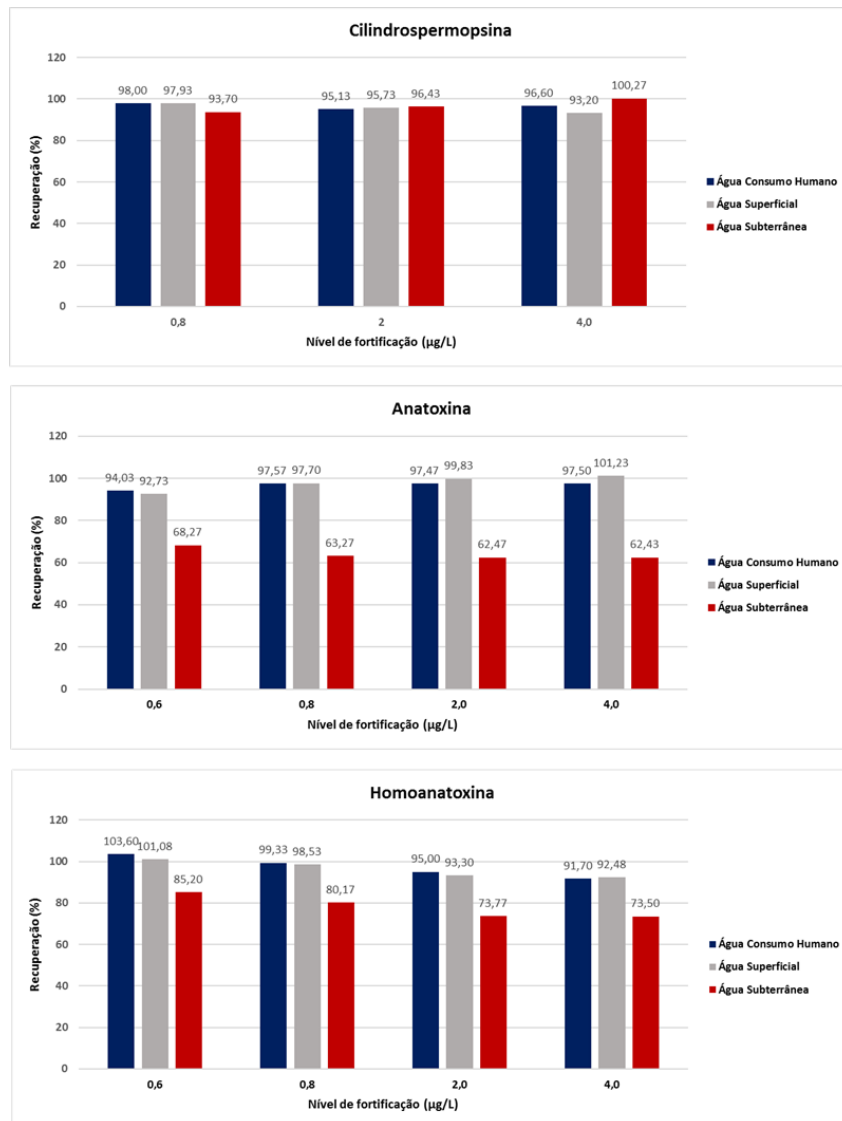 Cilindrospermopsina
120
100
80
60
40
20
0
Recuperação (%)
98,00 97,93 93,70 95,13 95,73 96,43 96,60 93,20 100,27
0,8 2 4,0
Nível de fortificação (µg/L)
Água Consumo Humano
Água Superficial
Água Subterrânea
Anatoxina
120
100
80
60
40
20
0
Recuperação (%)
94,03 92,73 68,27 97,57 97,70 63,27 97,47 99,83 62,47 97,50 101,23 62,43
0,6 0,8 2,0 4,0
Nível de fortificação (µg/L)
Água Consumo Humano
Água Superficial
Água Subterrânea
Homoanatoxina
120
100
80
60
40
20
0
Recuperação (%)
103,60 101,08 85,20 99,33 98,53 80,17 95,00 93,30 73,77 91,70 92,48 73,50
0,6 0,8 2,0 4,0
Nível de fortificação (µg/L)
Água Consumo Humano
Água Superficial
Água Subterrânea